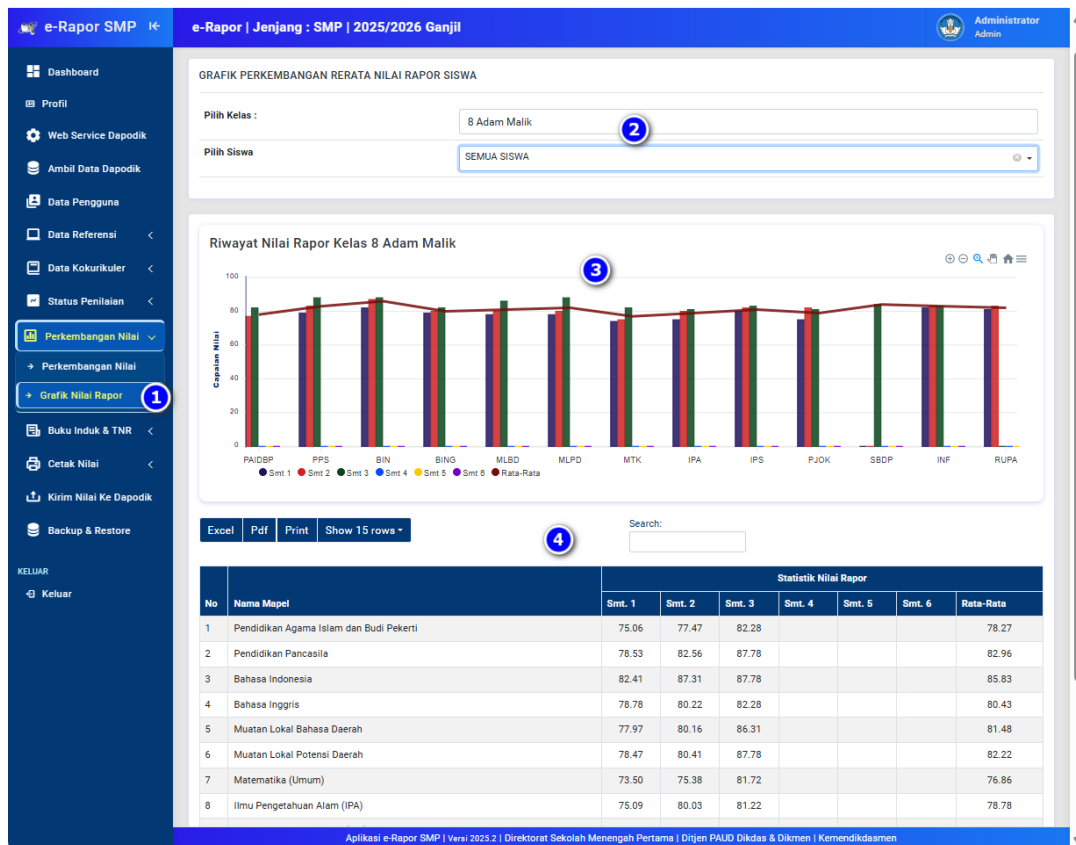 e-Rapor SMP
e-Rapor | Jenjang : SMP | 2025/2026 Ganjil
Administrator
Admin
Dashboard
Profil
Web Service Dapodik
Ambil Data Dapodik
Data Pengguna
Data Referensi
Data Kokurikuler
Status Penilaian
Perkembangan Nilai
Perkembangan Nilai
Grafik Nilai Rapor
1
Buku Induk & TNR
Cetak Nilai
Kirim Nilai Ke Dapodik
Backup & Restore
KELUAR
Keluar
GRAFIK PERKEMBANGAN RERATA NILAI RAPOR SISWA
Pilih Kelas :
8 Adam Malik
2
Pilih Siswa
SEMUA SISWA
Riwayat Nilai Rapor Kelas 8 Adam Malik
3
Capaian Nilai
100
80
60
40
20
0
PAIDBP PPS BIN BING MLBD MLPD MTK IPA IPS PJOK SBDP INF RUPA
Smt 1 Smt 2 Smt 3 Smt 4 Smt 5 Smt 6 Rata-Rata
Excel Pdf Print Show 15 rows
4
Search:
Statistik Nilai Rapor
No Nama Mapel Smt. 1 Smt. 2 Smt. 3 Smt. 4 Smt. 5 Smt. 6 Rata-Rata
1 Pendidikan Agama Islam dan Budi Pekerti 75.06 77.47 82.28 78.27
2 Pendidikan Pancasila 78.53 82.56 87.78 82.96
3 Bahasa Indonesia 82.41 87.31 87.78 85.83
4 Bahasa Inggris 78.78 80.22 82.28 80.43
5 Muatan Lokal Bahasa Daerah 77.97 80.16 86.31 81.48
6 Muatan Lokal Potensi Daerah 78.47 80.41 87.78 82.22
7 Matematika (Umum) 73.50 75.38 81.72 76.86
8 Ilmu Pengetahuan Alam (IPA) 75.09 80.03 81.22 78.78
Aplikasi e-Rapor SMP | Versi 2025.2 | Direktorat Sekolah Menengah Pertama | Ditjen PAUD Dikdas & Dikmen | Kemendikdasmen